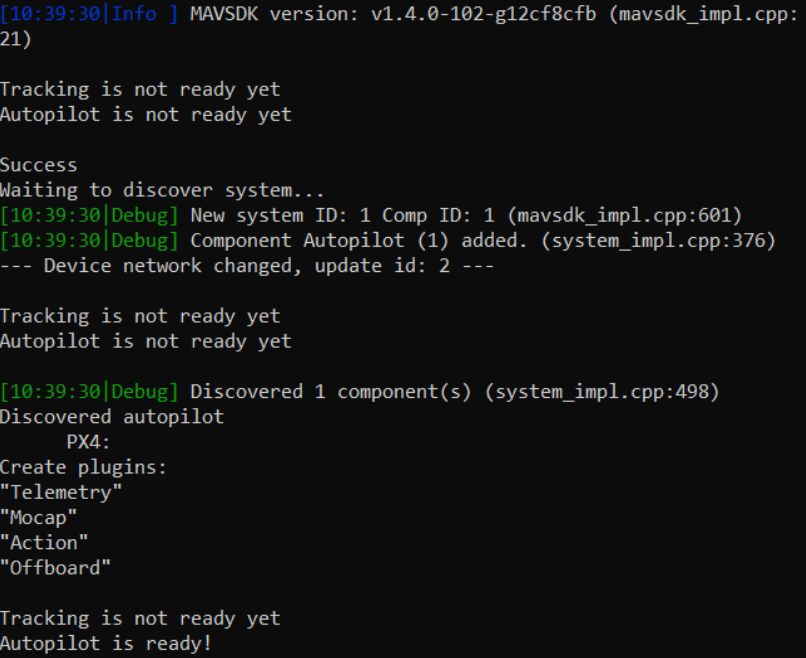 [10:39:30|Info ] MAVSDK version: v1.4.0-102-g12cf8cfb (mavsdk_impl.cpp:
21)
Tracking is not ready yet
Autopilot is not ready yet
Success
Waiting to discover system...
[10:39:30|Debug] New system ID: 1 Comp ID: 1 (mavsdk_impl.cpp:601)
[10:39:30|Debug] Component Autopilot (1) added. (system_impl.cpp:376)
--- Device network changed, update id: 2 ---
Tracking is not ready yet
Autopilot is not ready yet
[10:39:30|Debug] Discovered 1 component(s) (system_impl.cpp:498)
Discovered autopilot
PX4:
Create plugins:
"Telemetry"
"Mocap"
"Action"
"Offboard"
Tracking is not ready yet
Autopilot is ready!